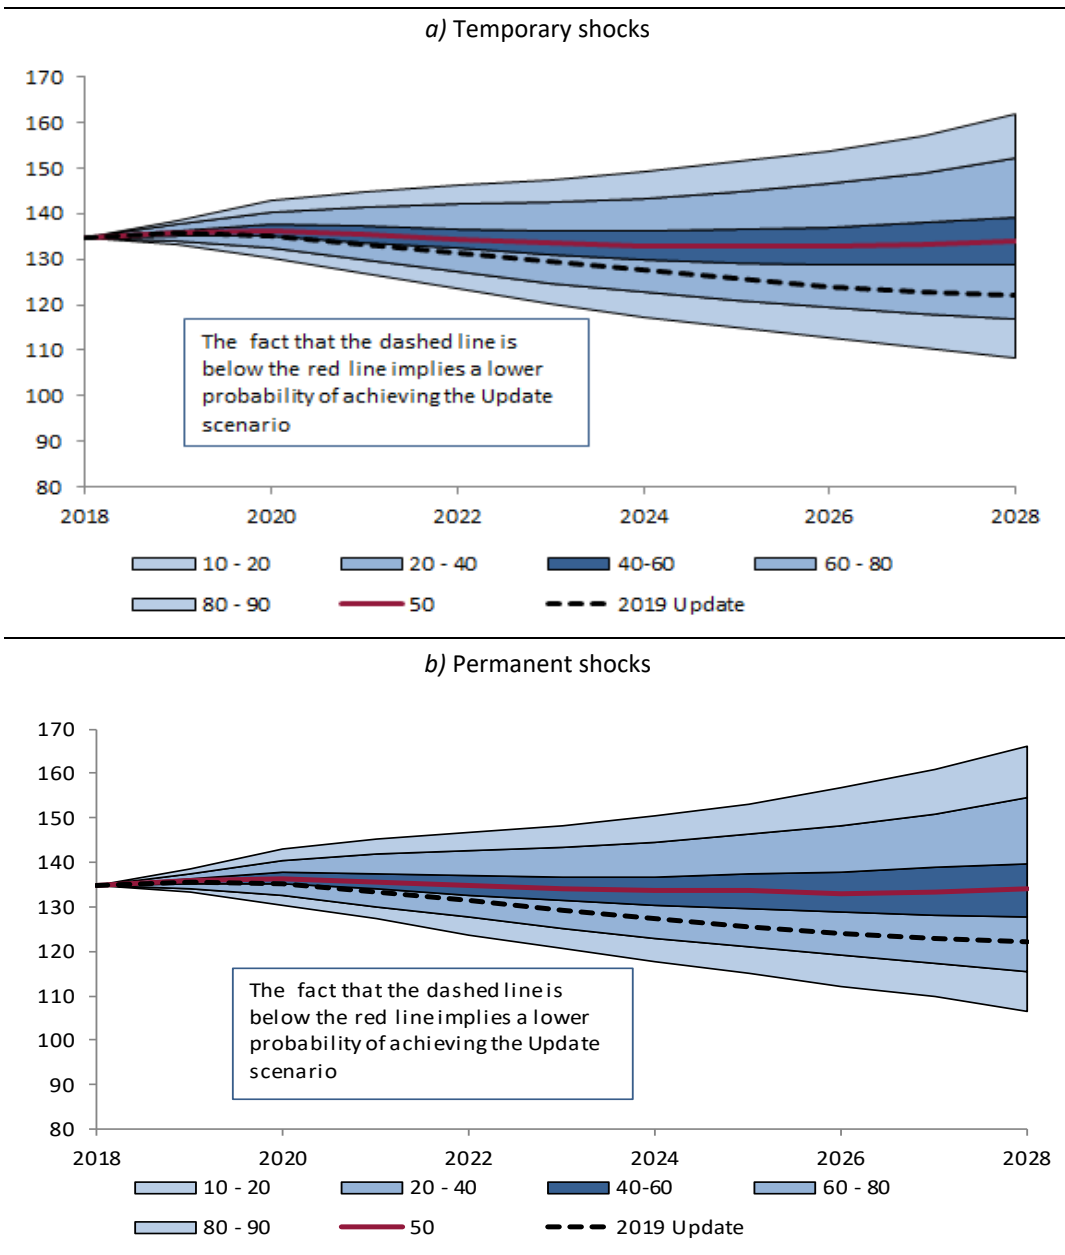 a) Temporary shocks
170
160
150
140
130
120
110
100
90
80
The fact that the dashed line is
below the red line implies a lower
probability of achieving the Update
scenario
2018 2020 2022 2024 2026 2028
10 - 20 20 - 40 40-60 60 - 80
80 - 90 50 2019 Update
b) Permanent shocks
170
160
150
140
130
120
110
100
90
80
The fact that the dashed line is
below the red line implies a lower
probability of achieving the Update
scenario
2018 2020 2022 2024 2026 2028
10 - 20 20 - 40 40-60 60 - 80
80 - 90 50 2019 Update